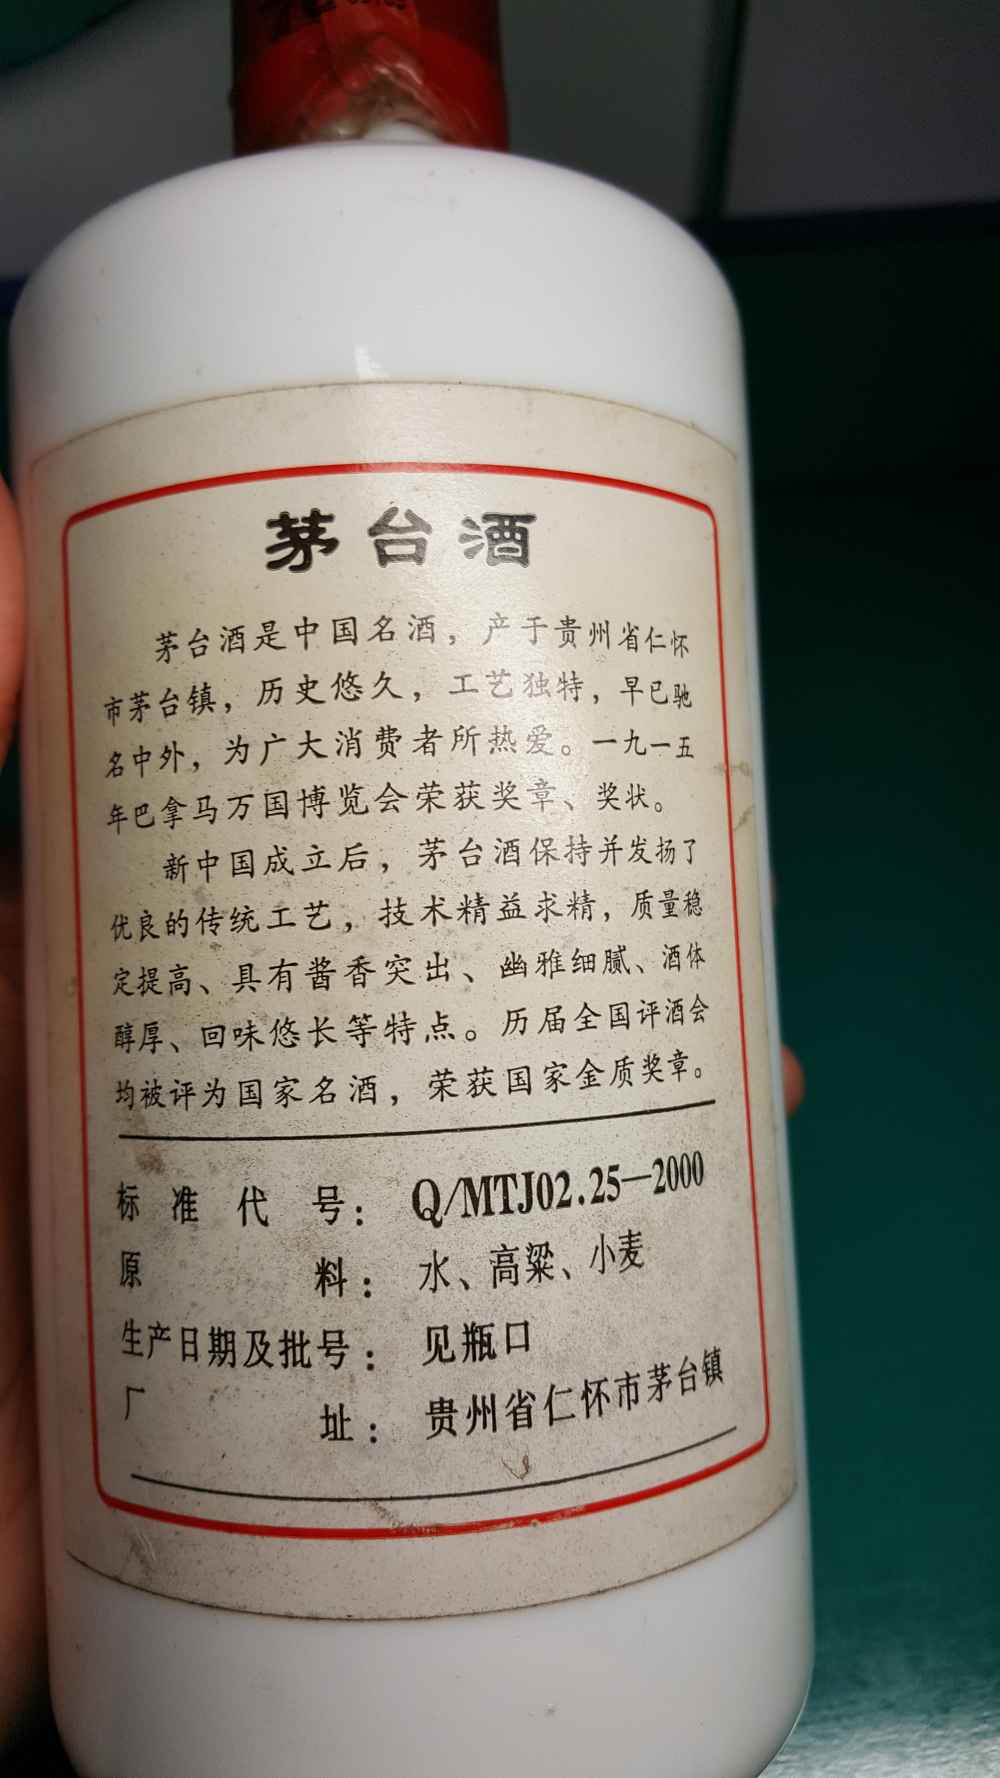 茅台酒
茅台酒是中国名酒，产于贵州省仁怀
市茅台镇，历史悠久，工艺独特，早已驰
名中外，为广大消费者所热爱。一九一五
年巴拿马万国博览会荣获奖章、奖状。
新中国成立后，茅台酒保持并发扬了
优良的传统工艺，技术精益求精，质量稳
定提高、具有酱香突出、幽雅细腻、酒体
醇厚、回味悠长等特点。历届全国评酒会
均被评为国家名酒，荣获国家金质奖章。
标准代号：Q/MTJ02.25—2000
原料：水、高粱、小麦
生产日期及批号：见瓶口
厂址：贵州省仁怀市茅台镇